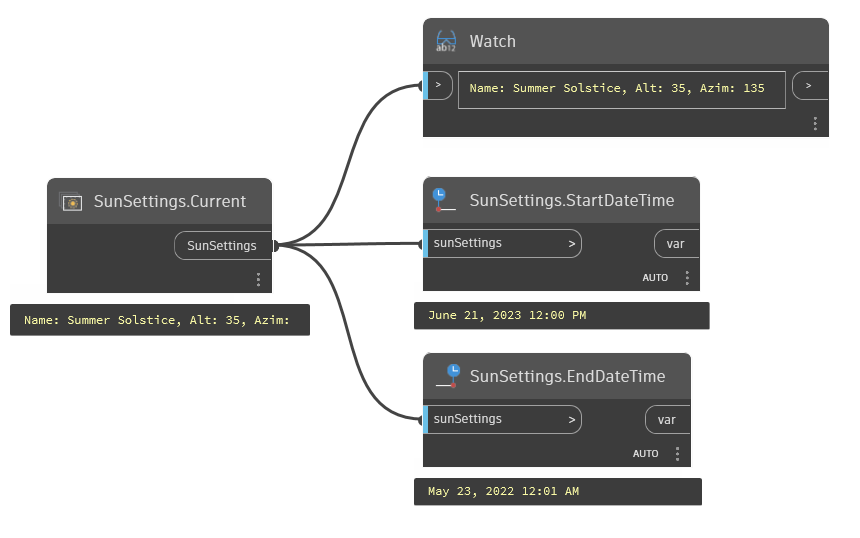 Watch
> Name: Summer Solstice, Alt: 35, Azim: 135 >
SunSettings.Current
SunSettings
Name: Summer Solstice, Alt: 35, Azim:
SunSettings.StartDateTime
sunSettings > var
AUTO
June 21, 2023 12:00 PM
SunSettings.EndDateTime
sunSettings > var
AUTO
May 23, 2022 12:01 AM